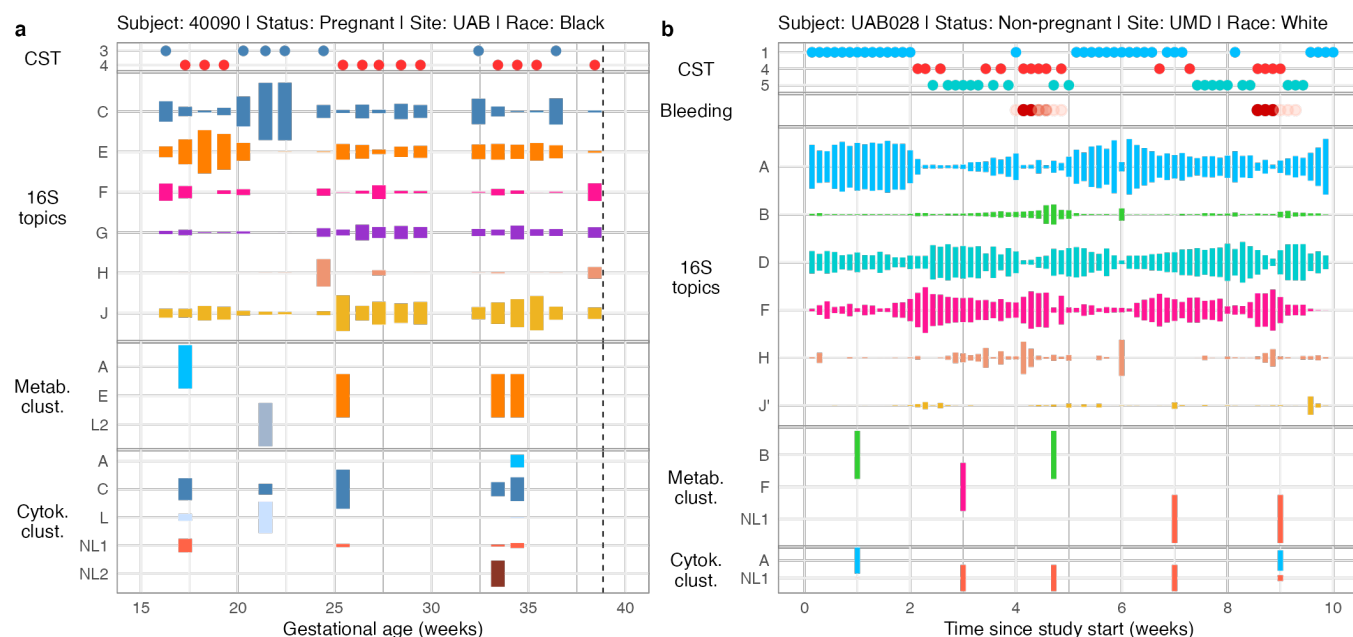 a
Subject: 40090 | Status: Pregnant | Site: UAB | Race: Black
CST
3
4
16S
topics
C
E
F
G
H
J
Metab.
clust.
A
E
L2
Cytok.
clust.
A
C
L
NL1
NL2
15 20 25 30 35 40
Gestational age (weeks)
b
Subject: UAB028 | Status: Non-pregnant | Site: UMD | Race: White
CST
1
4
5
Bleeding
16S
topics
A
B
D
F
H
J'
Metab.
clust.
B
F
NL1
Cytok.
clust.
A
NL1
0 2 4 6 8 10
Time since study start (weeks)